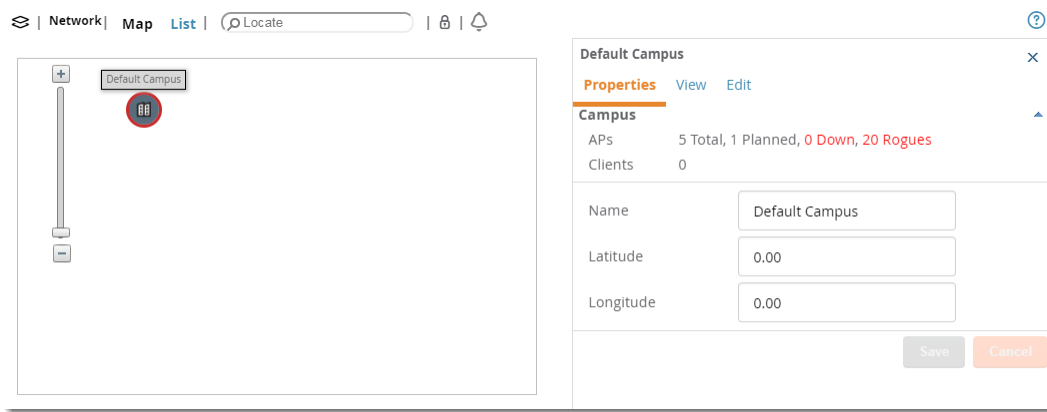 Network | Map List | Locate
Default Campus
Default Campus
Properties View Edit
Campus
APs 5 Total, 1 Planned, 0 Down, 20 Rogues
Clients 0
Name Default Campus
Latitude 0.00
Longitude 0.00
Save Cancel